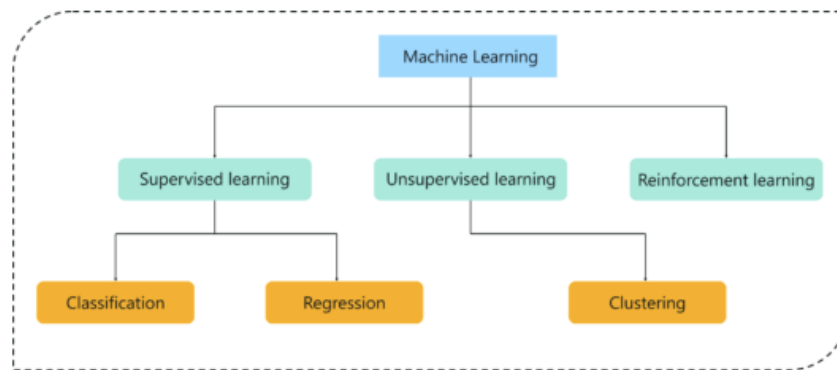 Machine Learning
Supervised learning
Unsupervised learning
Reinforcement learning
Classification
Regression
Clustering